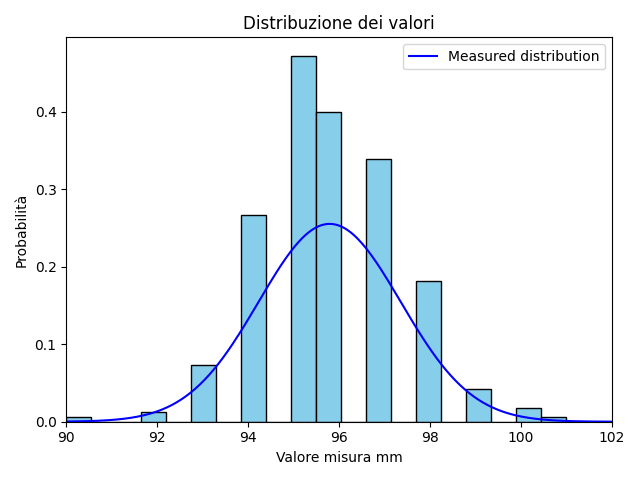 Distribuzione dei valori
Measured distribution
Probabilità
0.4
0.3
0.2
0.1
0.0
90 92 94 96 98 100 102
Valore misura mm